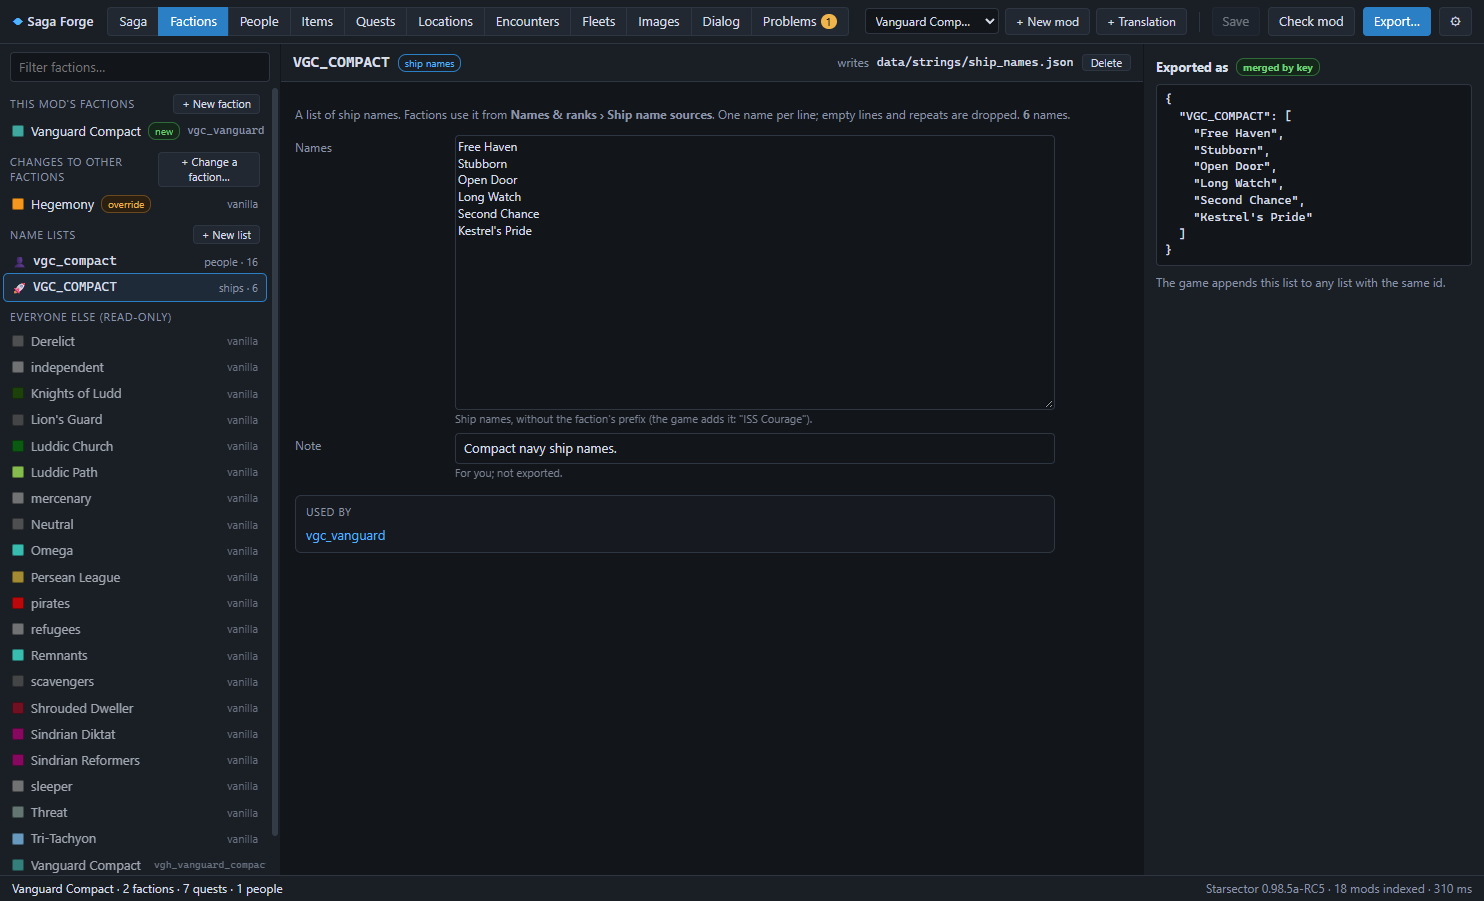 Saga Forge
Saga
Factions
People
Items
Quests
Locations
Encounters
Fleets
Images
Dialog
Problems 1
Vanguard Comp...
+ New mod
+ Translation
Save
Check mod
Export...
Filter factions...
THIS MOD'S FACTIONS
+ New faction
Vanguard Compact new vgc_vanguard
CHANGES TO OTHER
FACTIONS
+ Change a
faction...
Hegemony override vanilla
NAME LISTS
+ New list
vgc_compact people · 16
VGC_COMPACT ships · 6
EVERYONE ELSE (READ-ONLY)
Derelict vanilla
independent vanilla
Knights of Ludd vanilla
Lion's Guard vanilla
Luddic Church vanilla
Luddic Path vanilla
mercenary vanilla
Neutral vanilla
Omega vanilla
Persean League vanilla
pirates vanilla
refugees vanilla
Remnants vanilla
scavengers vanilla
Shrouded Dweller vanilla
Sindrian Diktat vanilla
Sindrian Reformers vanilla
sleeper vanilla
Threat vanilla
Tri-Tachyon vanilla
Vanguard Compact vgh_vanguard_compac
VGC_COMPACT ship names
writes data/strings/ship_names.json
Delete
A list of ship names. Factions use it from Names & ranks › Ship name sources. One name per line; empty lines and repeats are dropped. 6 names.
Names
Free Haven
Stubborn
Open Door
Long Watch
Second Chance
Kestrel's Pride
Ship names, without the faction's prefix (the game adds it: "ISS Courage").
Note
Compact navy ship names.
For you; not exported.
USED BY
vgc_vanguard
Exported as merged by key
{
"VGC_COMPACT": [
"Free Haven",
"Stubborn",
"Open Door",
"Long Watch",
"Second Chance",
"Kestrel's Pride"
]
}
The game appends this list to any list with the same id.
Vanguard Compact · 2 factions · 7 quests · 1 people
Starsector 0.98.5a-RC5 · 18 mods indexed · 310 ms